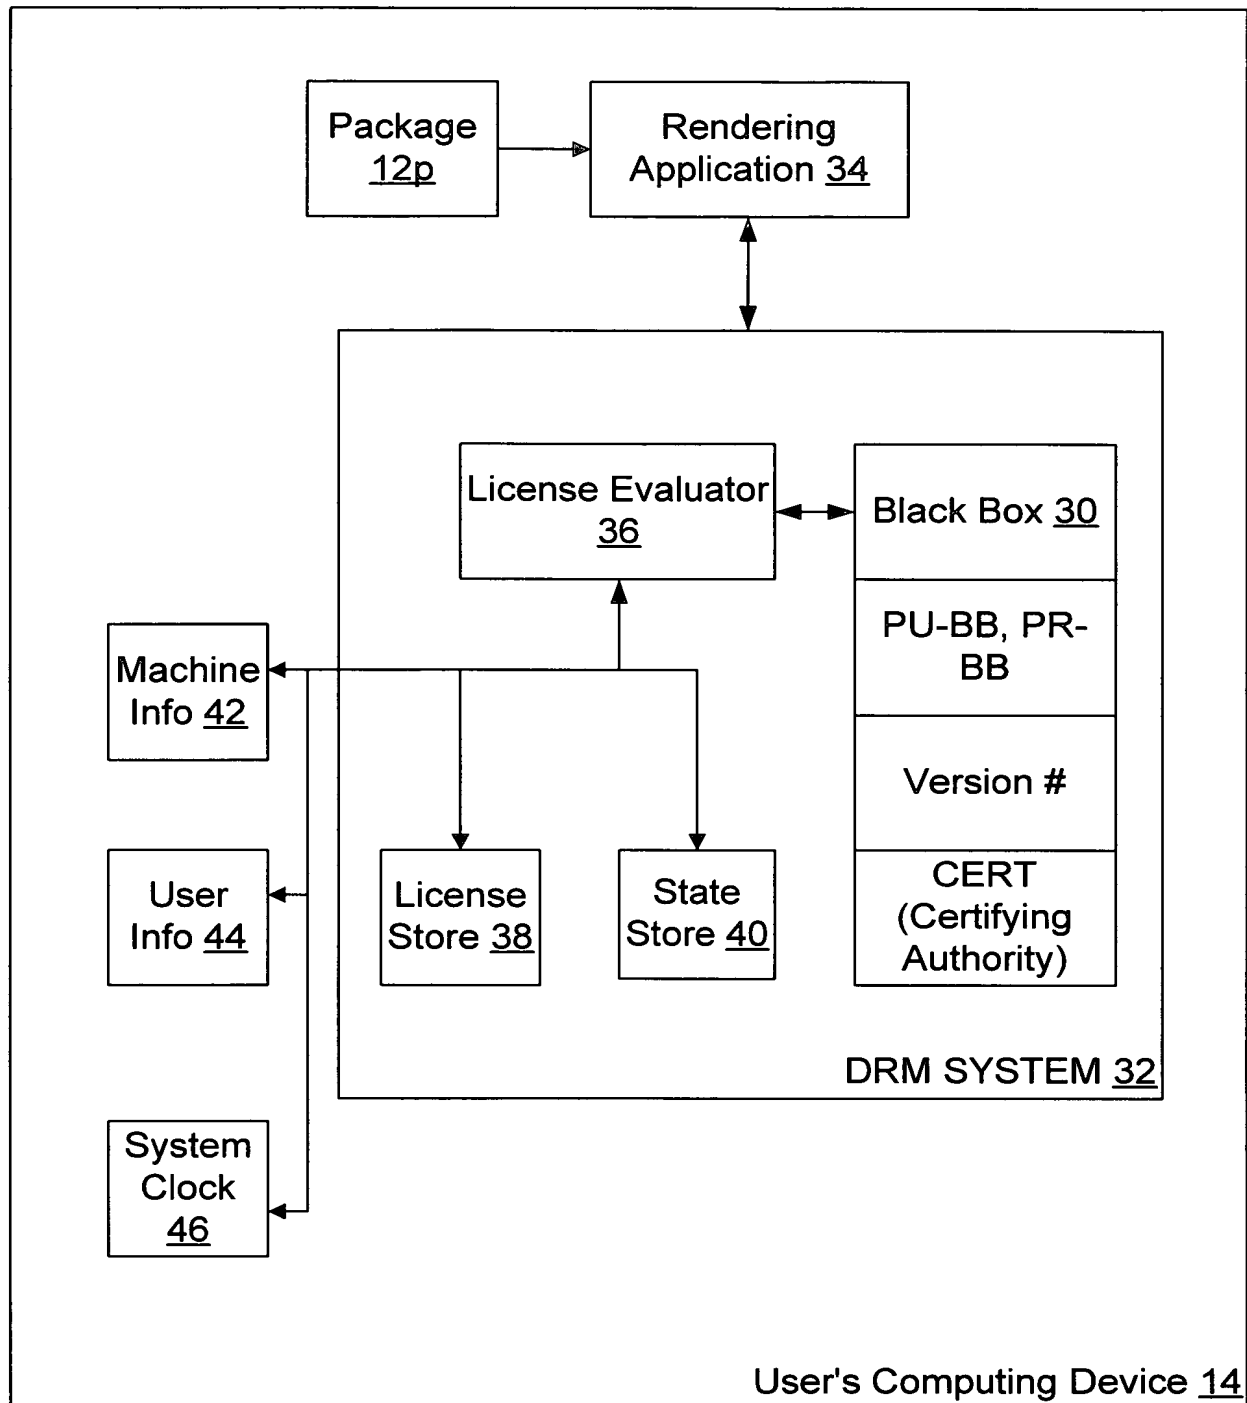 Package
12p
Rendering
Application 34
License Evaluator
36
Black Box 30
PU-BB, PR-
BB
Version #
CERT
(Certifying
Authority)
Machine
Info 42
User
Info 44
License
Store 38
State
Store 40
System
Clock
46
DRM SYSTEM 32
User's Computing Device 14